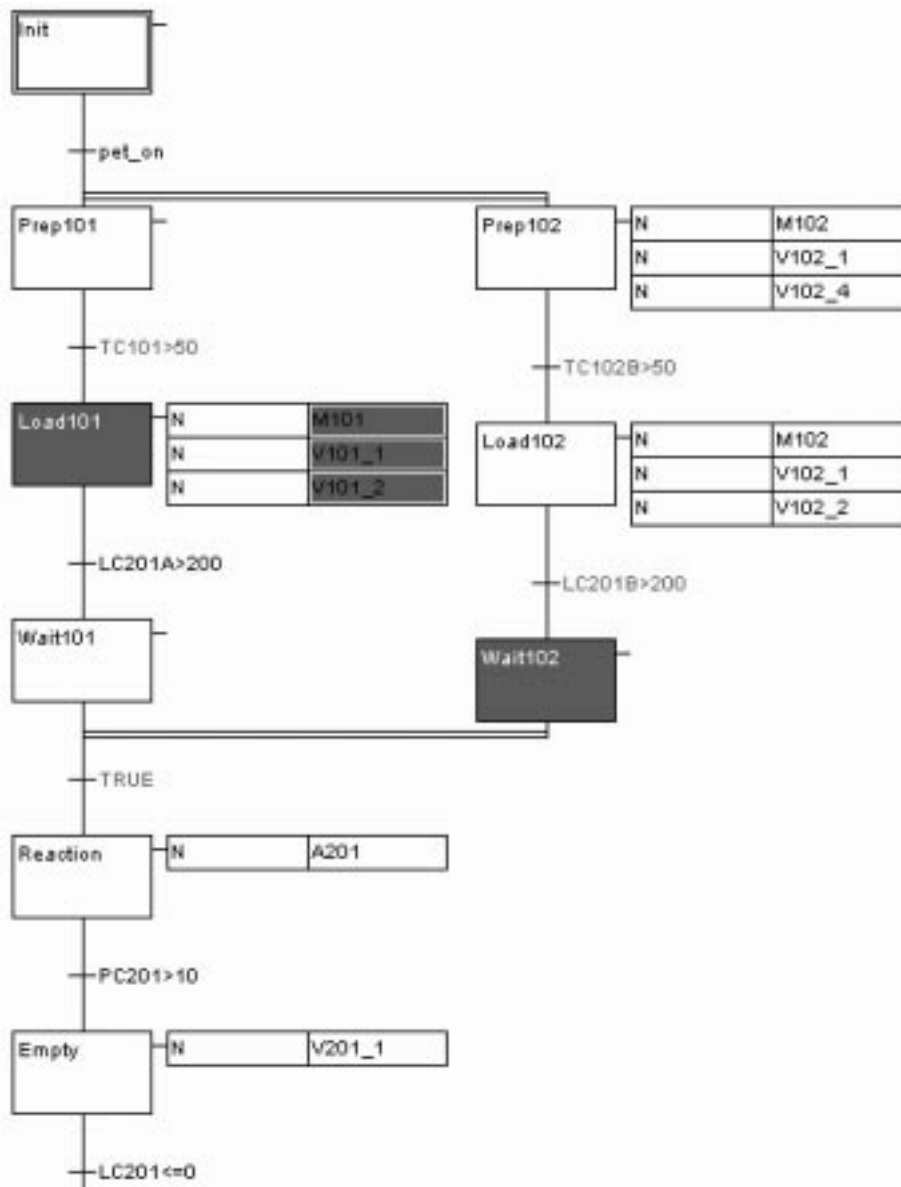 Init
pet_on
Prep101
Prep102
N M102
N V102_1
N V102_4
TC101>50
TC102B>50
Load101
N M101
N V101_1
N V101_2
Load102
N M102
N V102_1
N V102_2
LC201A>200
LC201B>200
Wait101
Wait102
TRUE
Reaction
N A201
PC201>10
Empty
N V201_1
LC201<=0